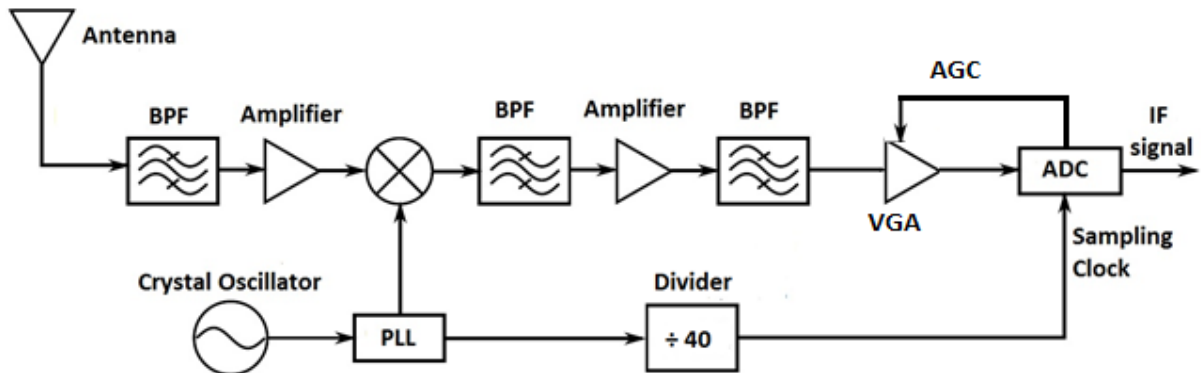 Antenna
BPF
Amplifier
BPF
Amplifier
BPF
AGC
IF
signal
ADC
VGA
Sampling
Clock
Crystal Oscillator
PLL
Divider
÷ 40